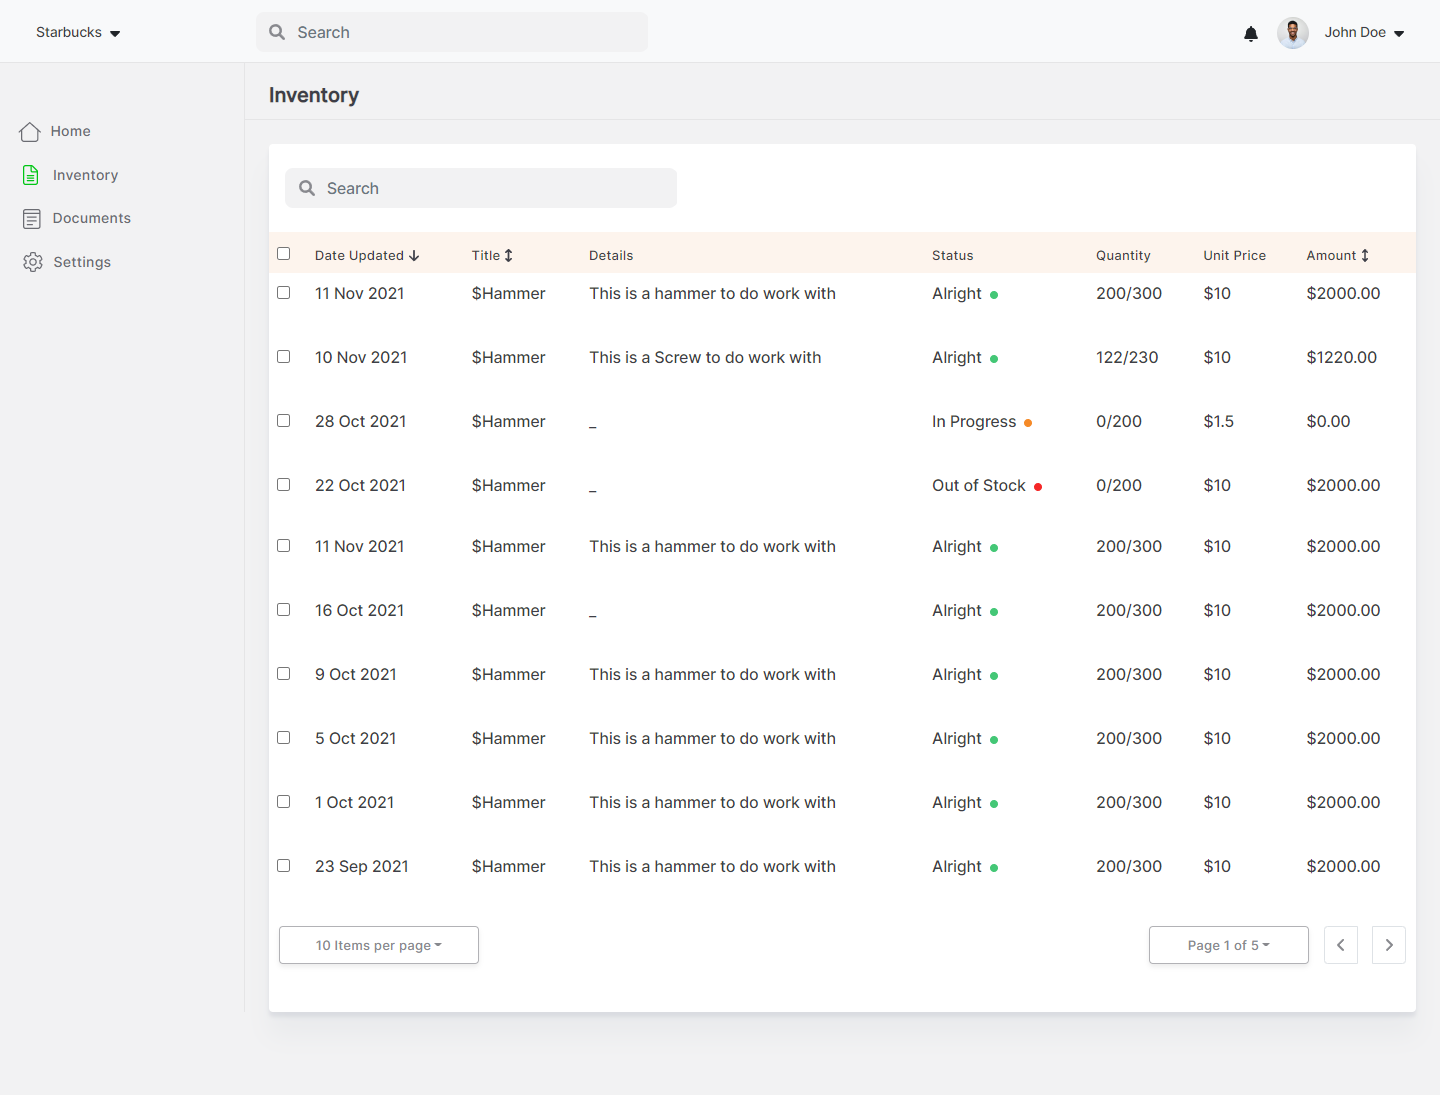 Starbucks
Search
John Doe
Inventory
Home
Inventory
Documents
Settings
Search
Date Updated Title Details Status Quantity Unit Price Amount
11 Nov 2021 $Hammer This is a hammer to do work with Alright 200/300 $10 $2000.00
10 Nov 2021 $Hammer This is a Screw to do work with Alright 122/230 $10 $1220.00
28 Oct 2021 $Hammer _ In Progress 0/200 $1.5 $0.00
22 Oct 2021 $Hammer _ Out of Stock 0/200 $10 $2000.00
11 Nov 2021 $Hammer This is a hammer to do work with Alright 200/300 $10 $2000.00
16 Oct 2021 $Hammer _ Alright 200/300 $10 $2000.00
9 Oct 2021 $Hammer This is a hammer to do work with Alright 200/300 $10 $2000.00
5 Oct 2021 $Hammer This is a hammer to do work with Alright 200/300 $10 $2000.00
1 Oct 2021 $Hammer This is a hammer to do work with Alright 200/300 $10 $2000.00
23 Sep 2021 $Hammer This is a hammer to do work with Alright 200/300 $10 $2000.00
10 Items per page
Page 1 of 5